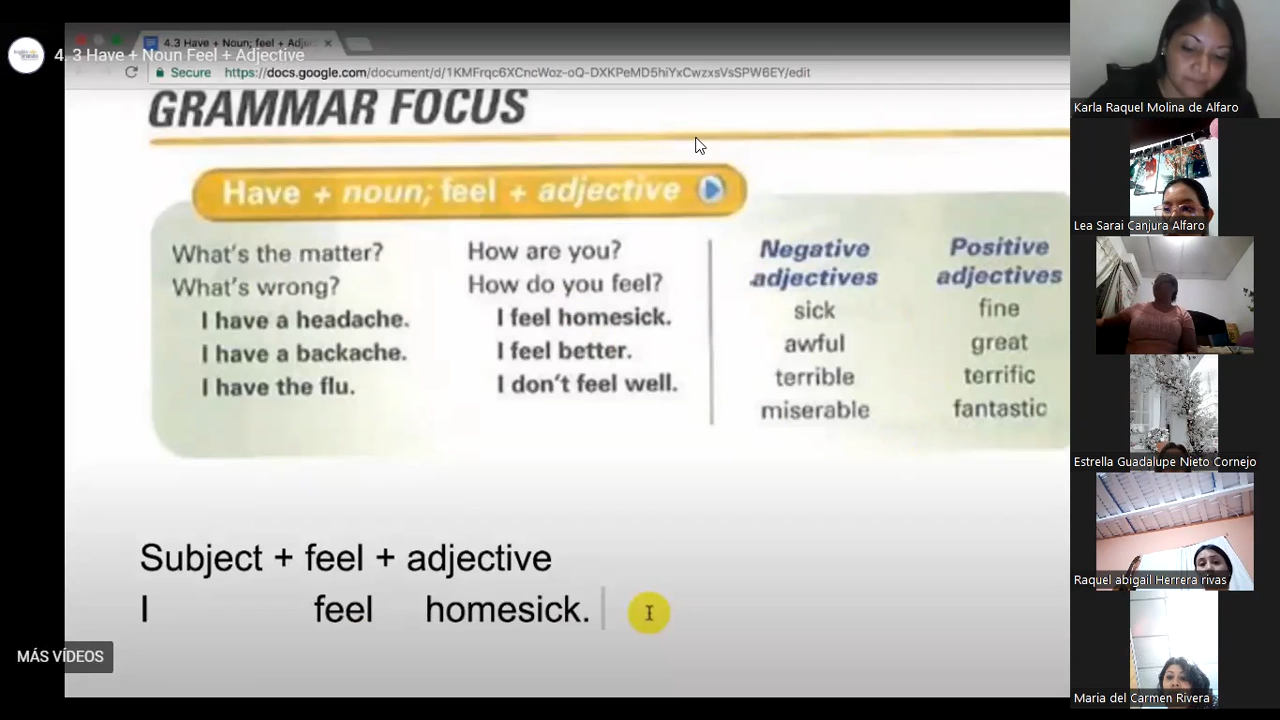 4.3 Have + Noun; feel + Adje
4. 3 Have + Noun Feel + Adjective
Secure https://docs.google.com/document/d/1KMFrqc6XCncWoz-oQ-DXKPeMD5hiYxCwzxsVsSPW6EY/edit
GRAMMAR FOCUS
Have + noun; feel + adjective
What's the matter?
What's wrong?
I have a headache.
I have a backache.
I have the flu.
How are you?
How do you feel?
I feel homesick.
I feel better.
I don't feel well.
Negative
adjectives
sick
awful
terrible
miserable
Positive
adjectives
fine
great
terrific
fantastic
Subject + feel + adjective
I feel homesick.
MÁS VÍDEOS
Karla Raquel Molina de Alfaro
Lea Sarai Canjura Alfaro
Estrella Guadalupe Nieto Cornejo
Raquel abigail Herrera rivas
Maria del Carmen Rivera